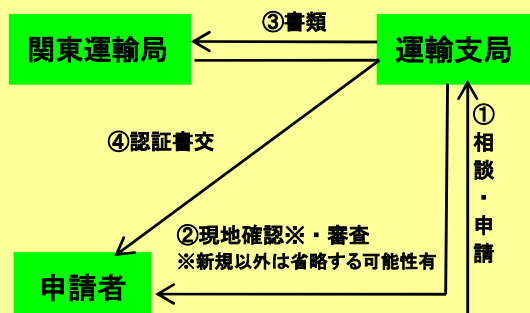 ③書類
関東運輸局
運輸支局
①相談・申請
④認証書交
②現地確認※・審査
※新規以外は省略する可能性有
申請者